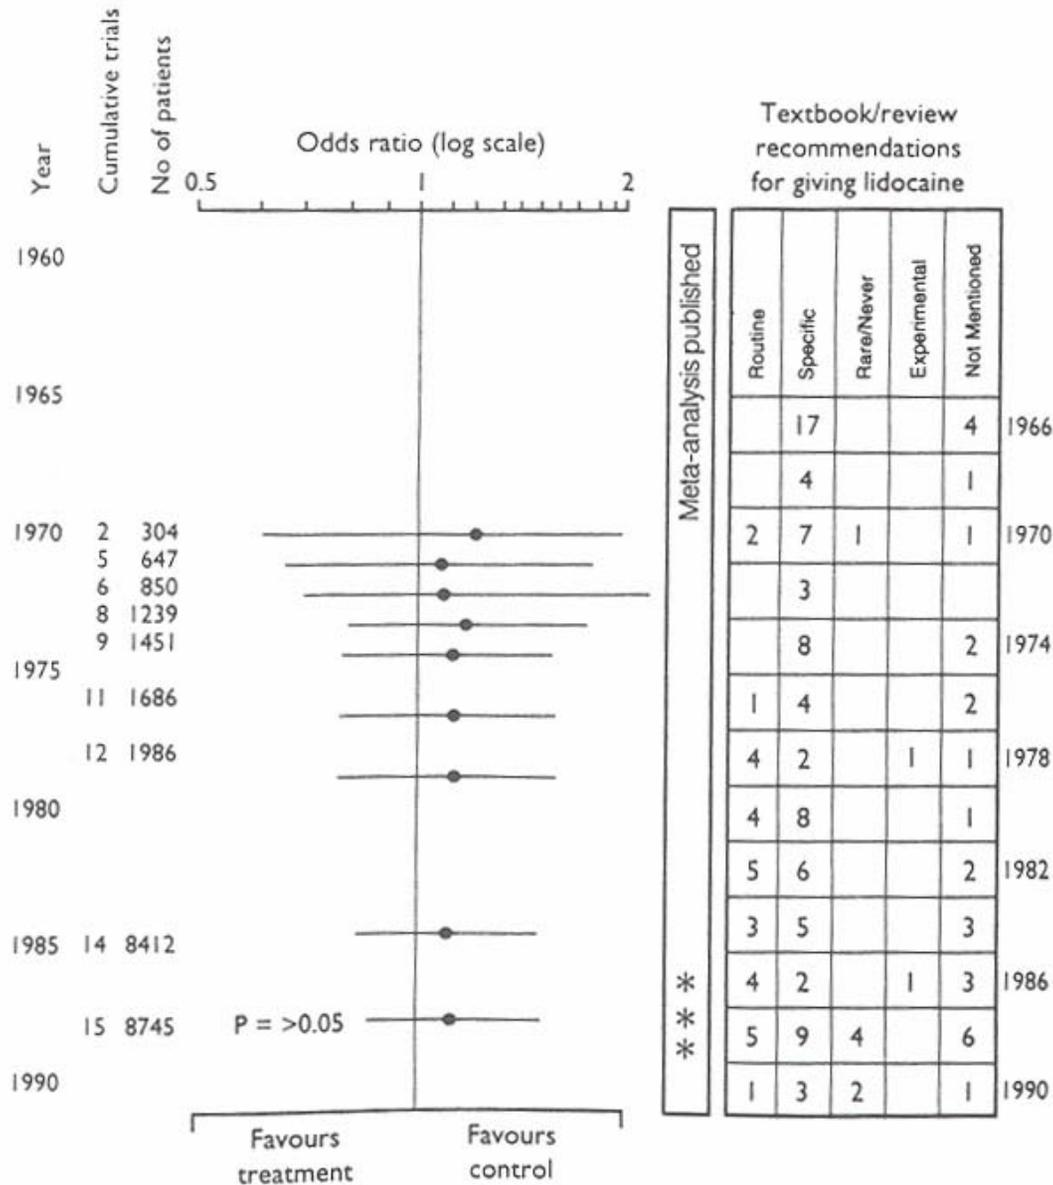 Year
Cumulative trials
No of patients
Odds ratio (log scale)
0.5 1 2
Textbook/review
recommendations
for giving lidocaine
Meta-analysis published
Routine
Specific
Rare/Never
Experimental
Not Mentioned
1960
1965
17 4 1966
4 1
1970 2 304
2 7 1 1 1970
5 647
6 850
3
8 1239
9 1451
8 2 1974
1975
11 1686
1 4 2
12 1986
4 2 1 1 1978
1980
4 8 1
5 6 2 1982
1985 14 8412
3 5 3
* 4 2 1 3 1986
15 8745 P = >0.05
*
* 5 9 4 6
1990
1 3 2 1 1990
Favours
treatment
Favours
control